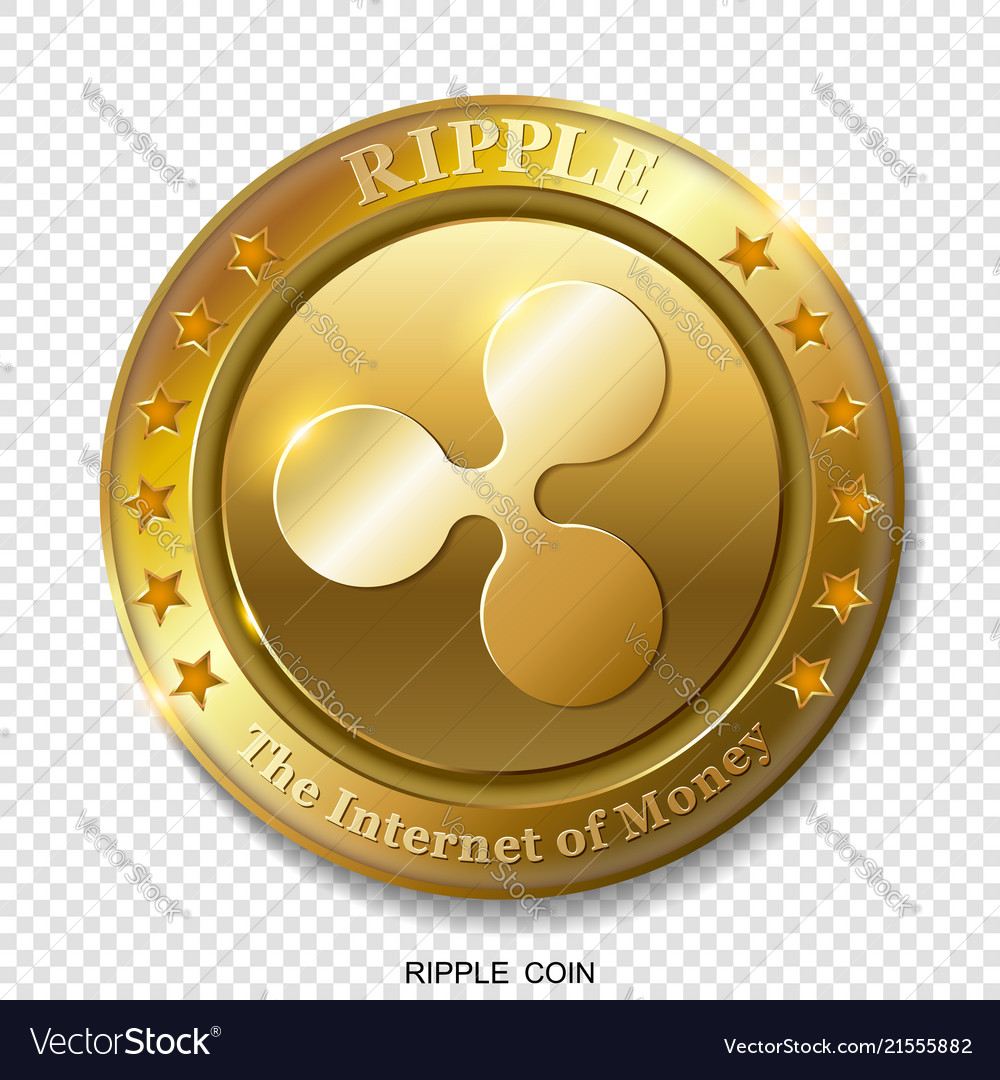 RIPPLE
The Internet of Money
RIPPLE COIN
VectorStock®
VectorStock.com/21555882